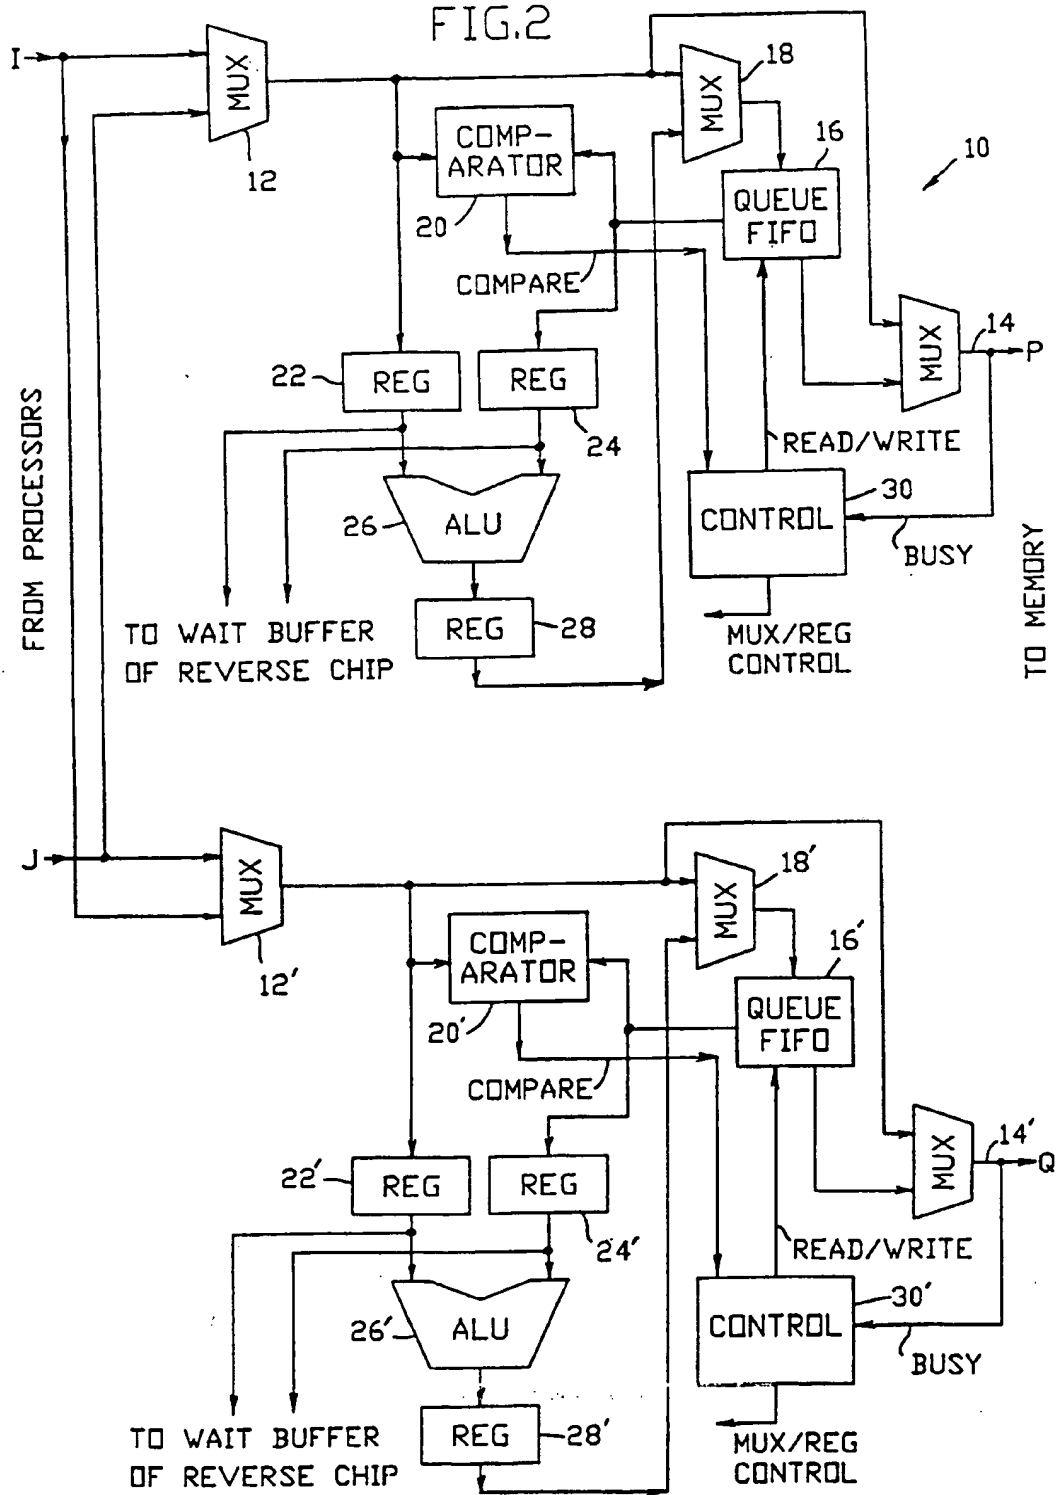 FIG.2
I
MUX
12
COMP-
ARATOR
20
MUX
18
16
QUEUE
FIFO
10
COMPARE
22
REG
REG
24
MUX
14
P
READ/WRITE
26
ALU
CONTROL
30
BUSY
FROM PROCESSORS
TO MEMORY
TO WAIT BUFFER
OF REVERSE CHIP
REG
28
MUX/REG
CONTROL
J
MUX
12'
COMP-
ARATOR
20'
MUX
18'
16'
QUEUE
FIFO
COMPARE
22'
REG
REG
24'
MUX
14'
Q
READ/WRITE
26'
ALU
CONTROL
30'
BUSY
TO WAIT BUFFER
OF REVERSE CHIP
REG
28'
MUX/REG
CONTROL